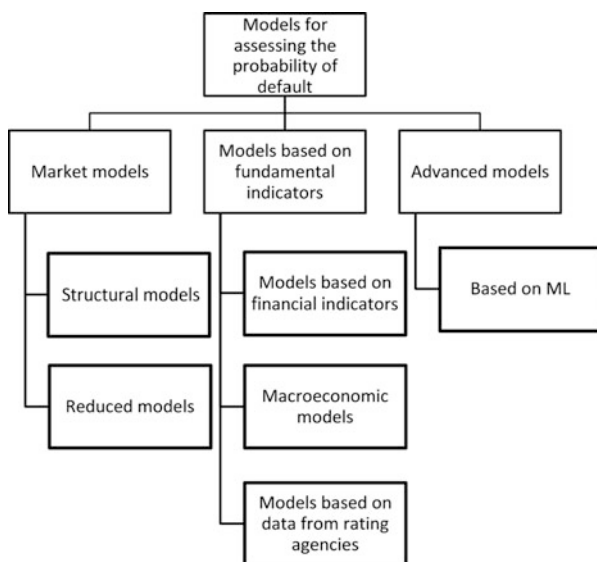 Models for
assessing the
probability of
default
Market models
Models based on
fundamental
indicators
Advanced models
Structural models
Models based on
financial indicators
Based on ML
Reduced models
Macroeconomic
models
Models based on
data from rating
agencies